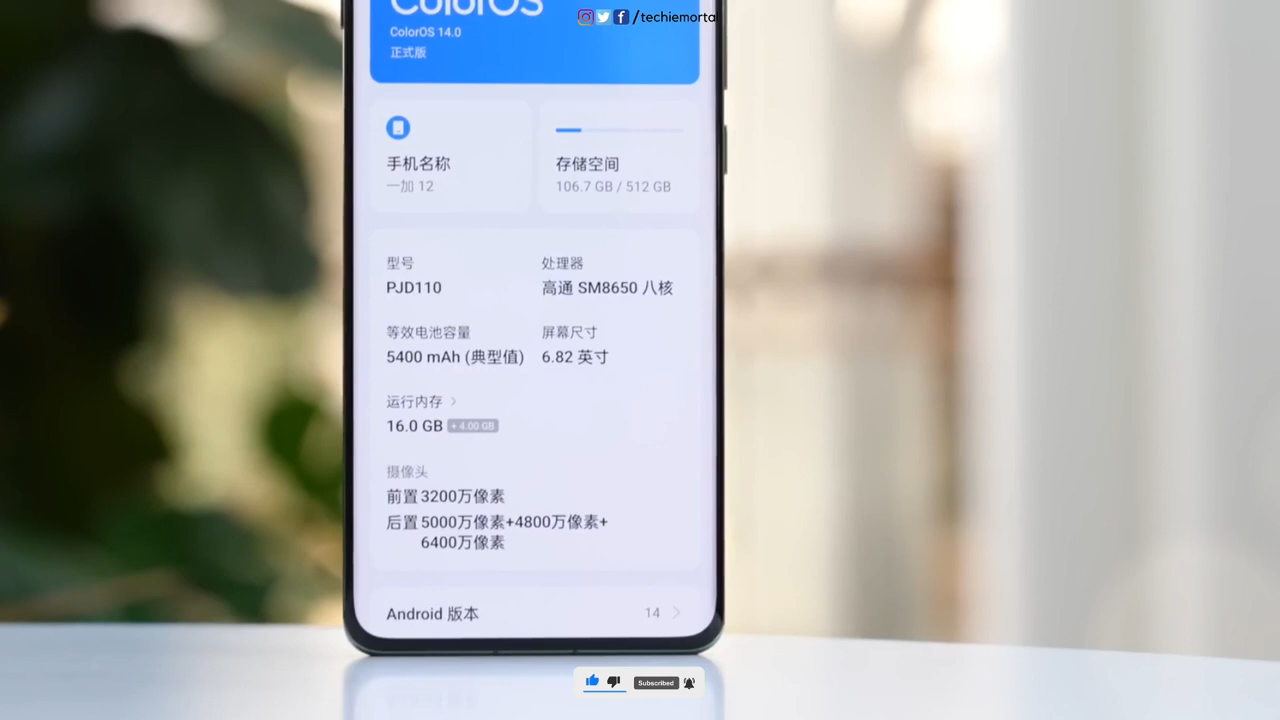 ColorOS
/techiemortal
ColorOS 14.0
正式版
手机名称
一加 12
存储空间
106.7 GB / 512 GB
型号
PJD110
处理器
高通 SM8650 八核
等效电池容量
5400 mAh (典型值)
屏幕尺寸
6.82 英寸
运行内存
16.0 GB + 4.00 GB
摄像头
前置 3200万像素
后置 5000万像素+4800万像素+
6400万像素
Android 版本
14
Subscribed